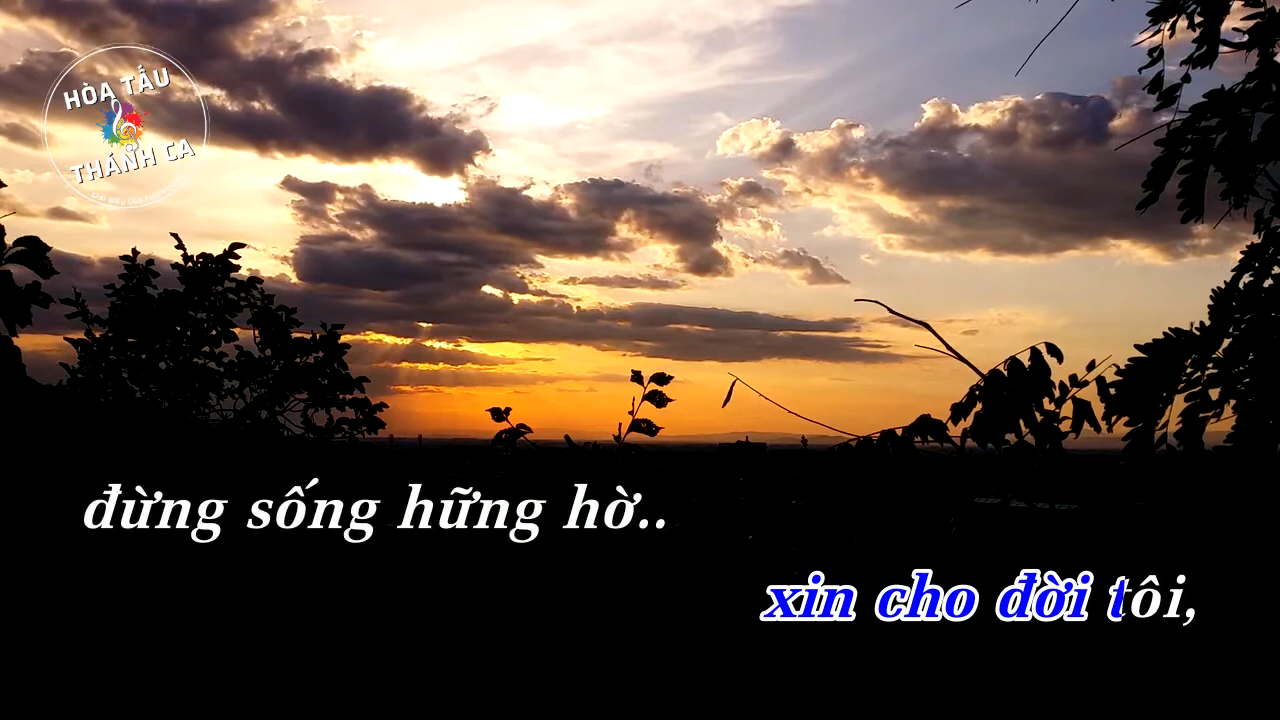 HÒA TẤU
THÁNH CA
đừng sống hững hờ..
xin cho đời tôi,